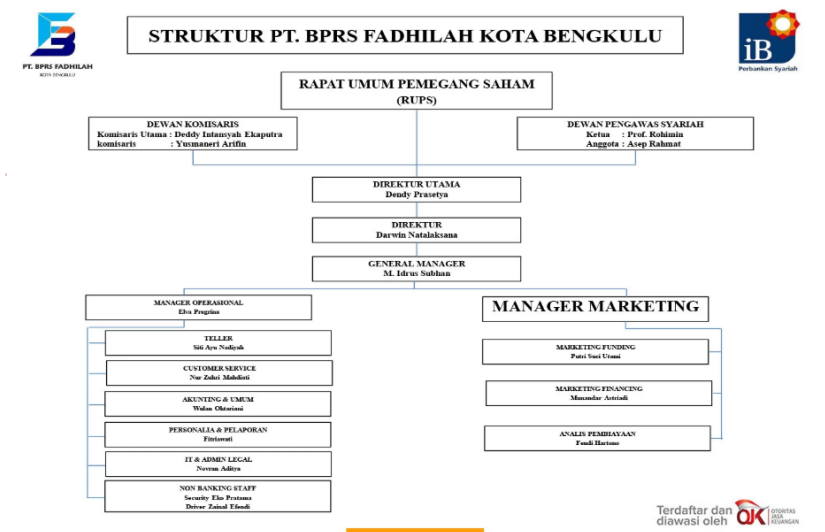 STRUKTUR PT. BPRS FADHILAH KOTA BENGKULU
PT. BPRS FADHILAH
KOTA BENGKULU
iB
Perbankan Syariah
RAPAT UMUM PEMEGANG SAHAM
(RUPS)
DEWAN KOMISARIS
Komisaris Utama : Deddy Intansyah Ekaputra
komisaris : Yusmaneri Arifin
DEWAN PENGAWAS SYARIAH
Ketua : Prof. Rohimin
Anggota : Asep Rahmat
DIREKTUR UTAMA
Dendy Prasetya
DIREKTUR
Darwin Natalaksana
GENERAL MANAGER
M. Idrus Subhan
MANAGER OPERASIONAL
Elva Pregrina
TELLER
Siti Ayu Nadiyah
CUSTOMER SERVICE
Nur Zuhri Mahdisti
AKUNTING & UMUM
Wulan Oktariani
PERSONALIA & PELAPORAN
Fitriawati
IT & ADMIN LEGAL
Novran Aditya
NON BANKING STAFF
Security Eko Pratama
Driver Zainal Efendi
MANAGER MARKETING
MARKETING FUNDING
Putri Suci Utami
MARKETING FINANCING
Munandar Astriadi
ANALIS PEMBIAYAAN
Fendi Hartono
Terdaftar dan
diawasi oleh
OJK
OTORITAS
JASA
KEUANGAN